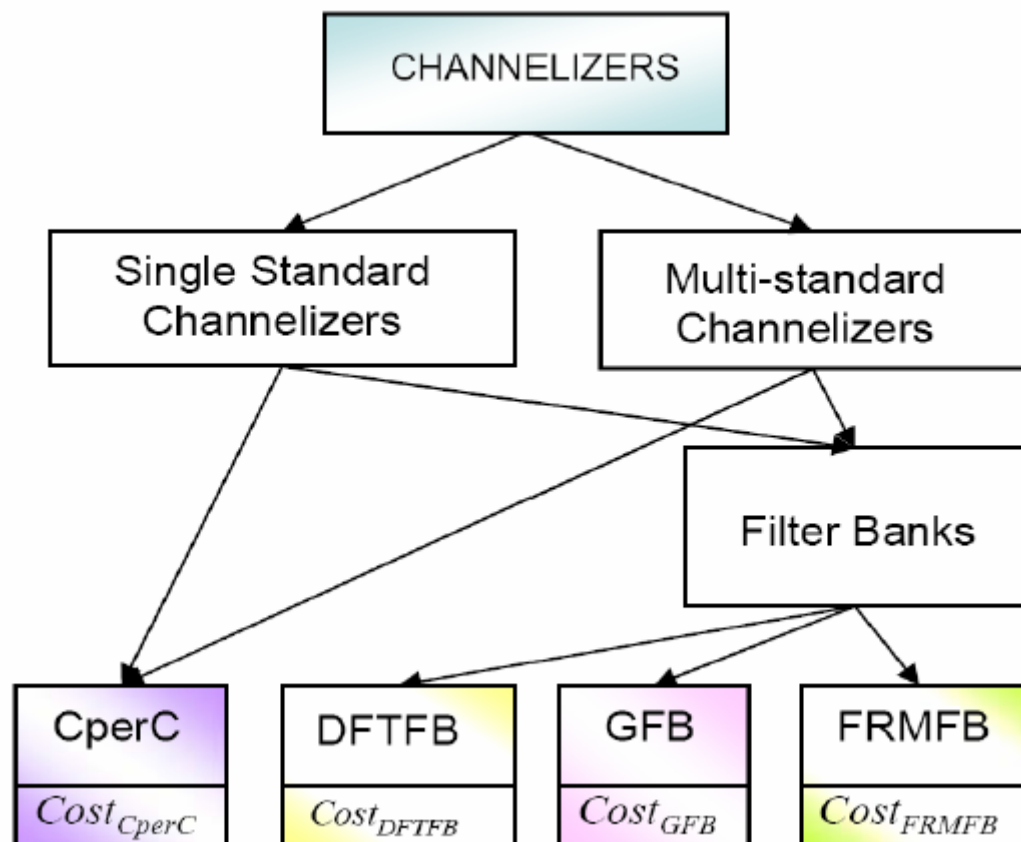 CHANNELIZERS
Single Standard
Channelizers
Multi-standard
Channelizers
Filter Banks
CperC
DFTFB
GFB
FRMFB
Cost_CperC
Cost_DFTFB
Cost_GFB
Cost_FRMFB